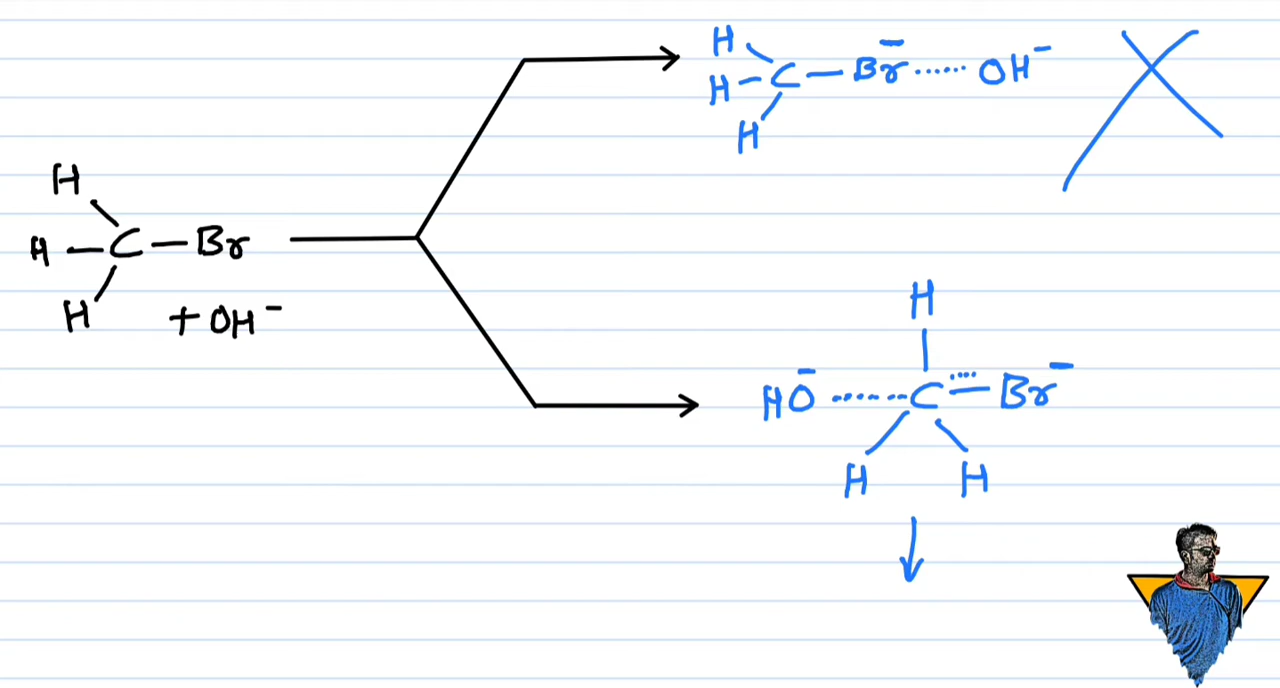 H
H – C – Br
H + OH⁻
H
H – C – Br⁻ ······ OH⁻
H
H
HO⁻ ······ C ···· – Br⁻
H H